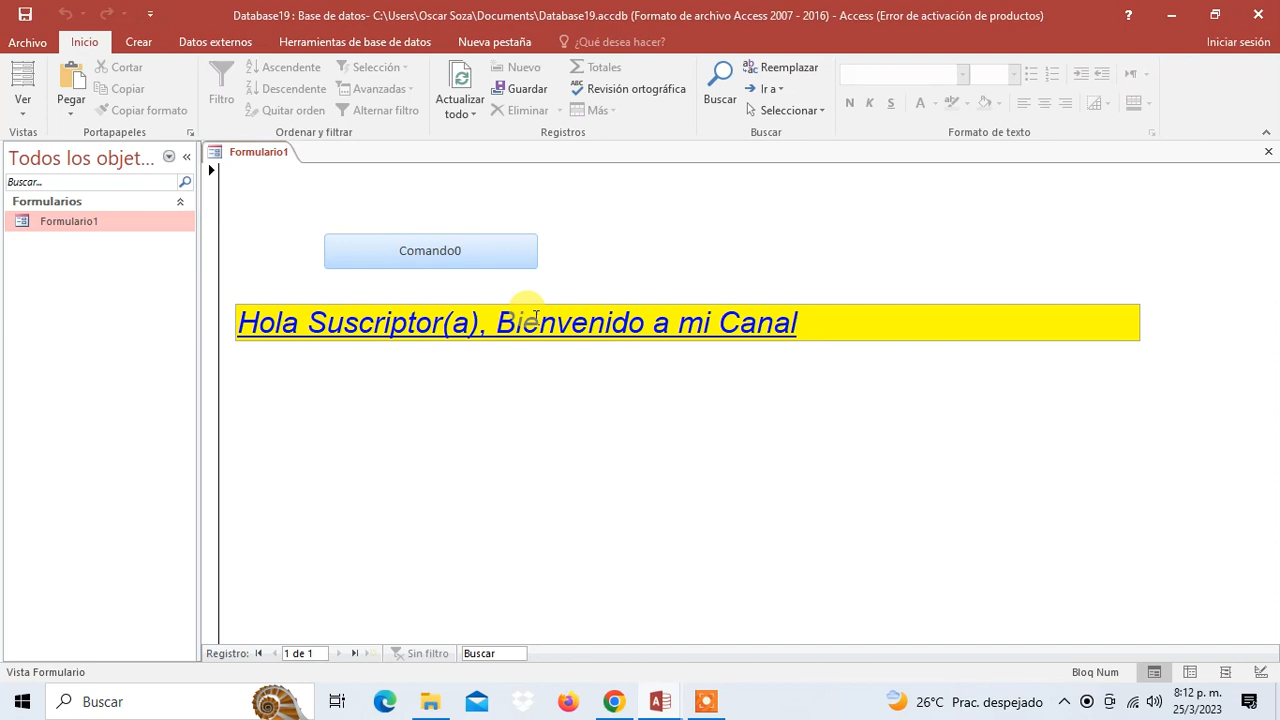 Database19 : Base de datos- C:\Users\Oscar Soza\Documents\Database19.accdb (Formato de archivo Access 2007 - 2016) - Access (Error de activación de productos)
?
Archivo Inicio Crear Datos externos Herramientas de base de datos Nueva pestaña ¿Qué desea hacer? Iniciar sesión
Ver
Vistas
Pegar
Cortar
Copiar
Copiar formato
Portapapeles
Filtro
Ascendente
Descendente
Quitar orden
Selección
Avanzadas
Alternar filtro
Ordenar y filtrar
Actualizar
todo
Nuevo
Guardar
Eliminar
Totales
Revisión ortográfica
Más
Registros
Buscar
Reemplazar
Ir a
Seleccionar
Buscar
N K S A
Formato de texto
Todos los objet...
Buscar...
Formularios
Formulario1
Formulario1
Comando0
Hola Suscriptor(a), Bienvenido a mi Canal
Registro: 1 de 1 Sin filtro Buscar
Vista Formulario
Bloq Num
Buscar
26°C Prac. despejado
8:12 p. m.
25/3/2023